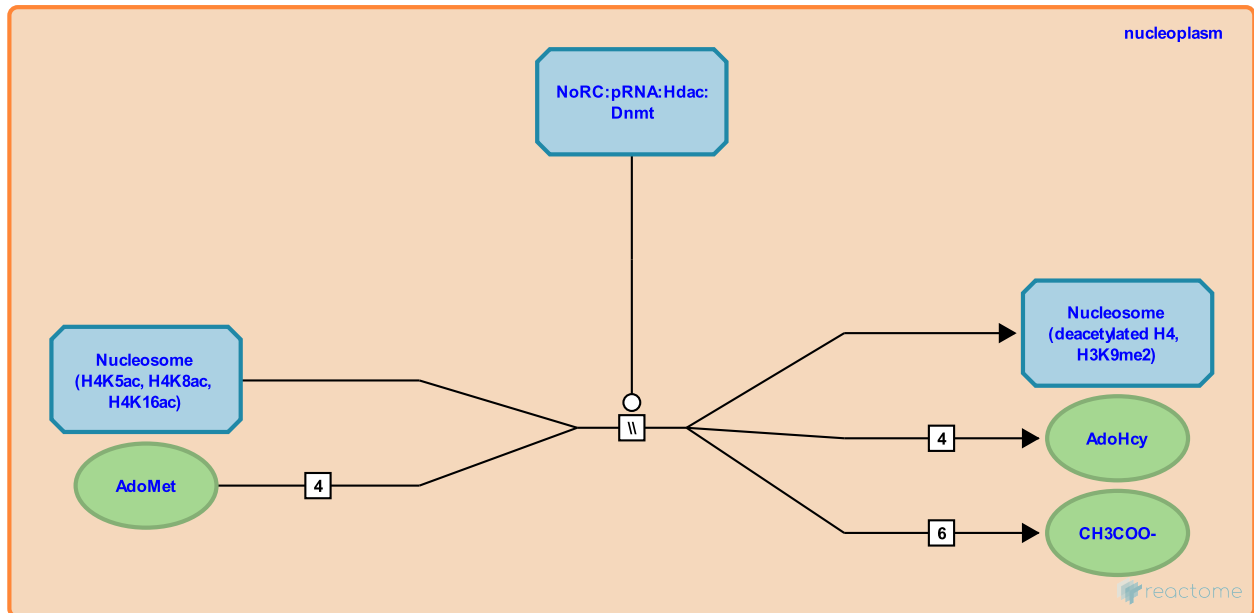 nucleoplasm
NoRC:pRNA:Hdac:
Dnmt
Nucleosome
(H4K5ac, H4K8ac,
H4K16ac)
AdoMet
4
\\
Nucleosome
(deacetylated H4,
H3K9me2)
4
AdoHcy
6
CH3COO-
reactome